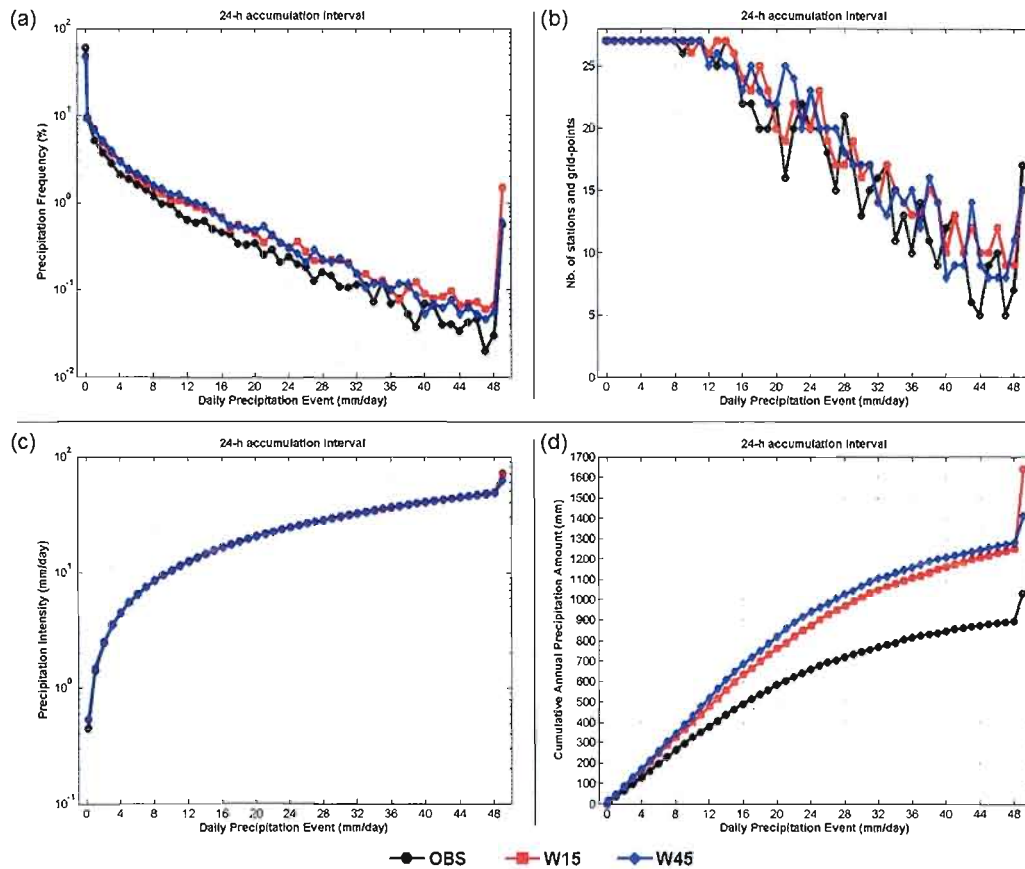 (a)
24-h accumulation interval
10²
10¹
10⁰
10⁻¹
10⁻²
Precipitation Frequency (%)
0 4 8 12 16 20 24 28 32 36 40 44 48
Daily Precipitation Event (mm/day)
(b)
24-h accumulation interval
25
20
15
10
5
0
Nb. of stations and grid-points
0 4 8 12 16 20 24 28 32 36 40 44 48
Daily Precipitation Event (mm/day)
(c)
24-h accumulation interval
10²
10¹
10⁰
10⁻¹
Precipitation Intensity (mm/day)
0 4 8 12 16 20 24 28 32 36 40 44 48
Daily Precipitation Event (mm/day)
(d)
24-h accumulation interval
1700
1600
1500
1400
1300
1200
1100
1000
900
800
700
600
500
400
300
200
100
0
Cumulative Annual Precipitation Amount (mm)
0 4 8 12 16 20 24 28 32 36 40 44 48
Daily Precipitation Event (mm/day)
OBS W15 W45